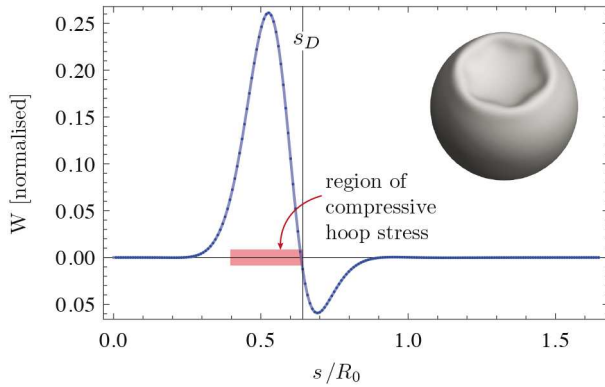 0.25
0.20
0.15
0.10
0.05
0.00
0.05
W [normalised]
s_D
region of
compressive
hoop stress
0.0
0.5
1.0
1.5
s/R_0